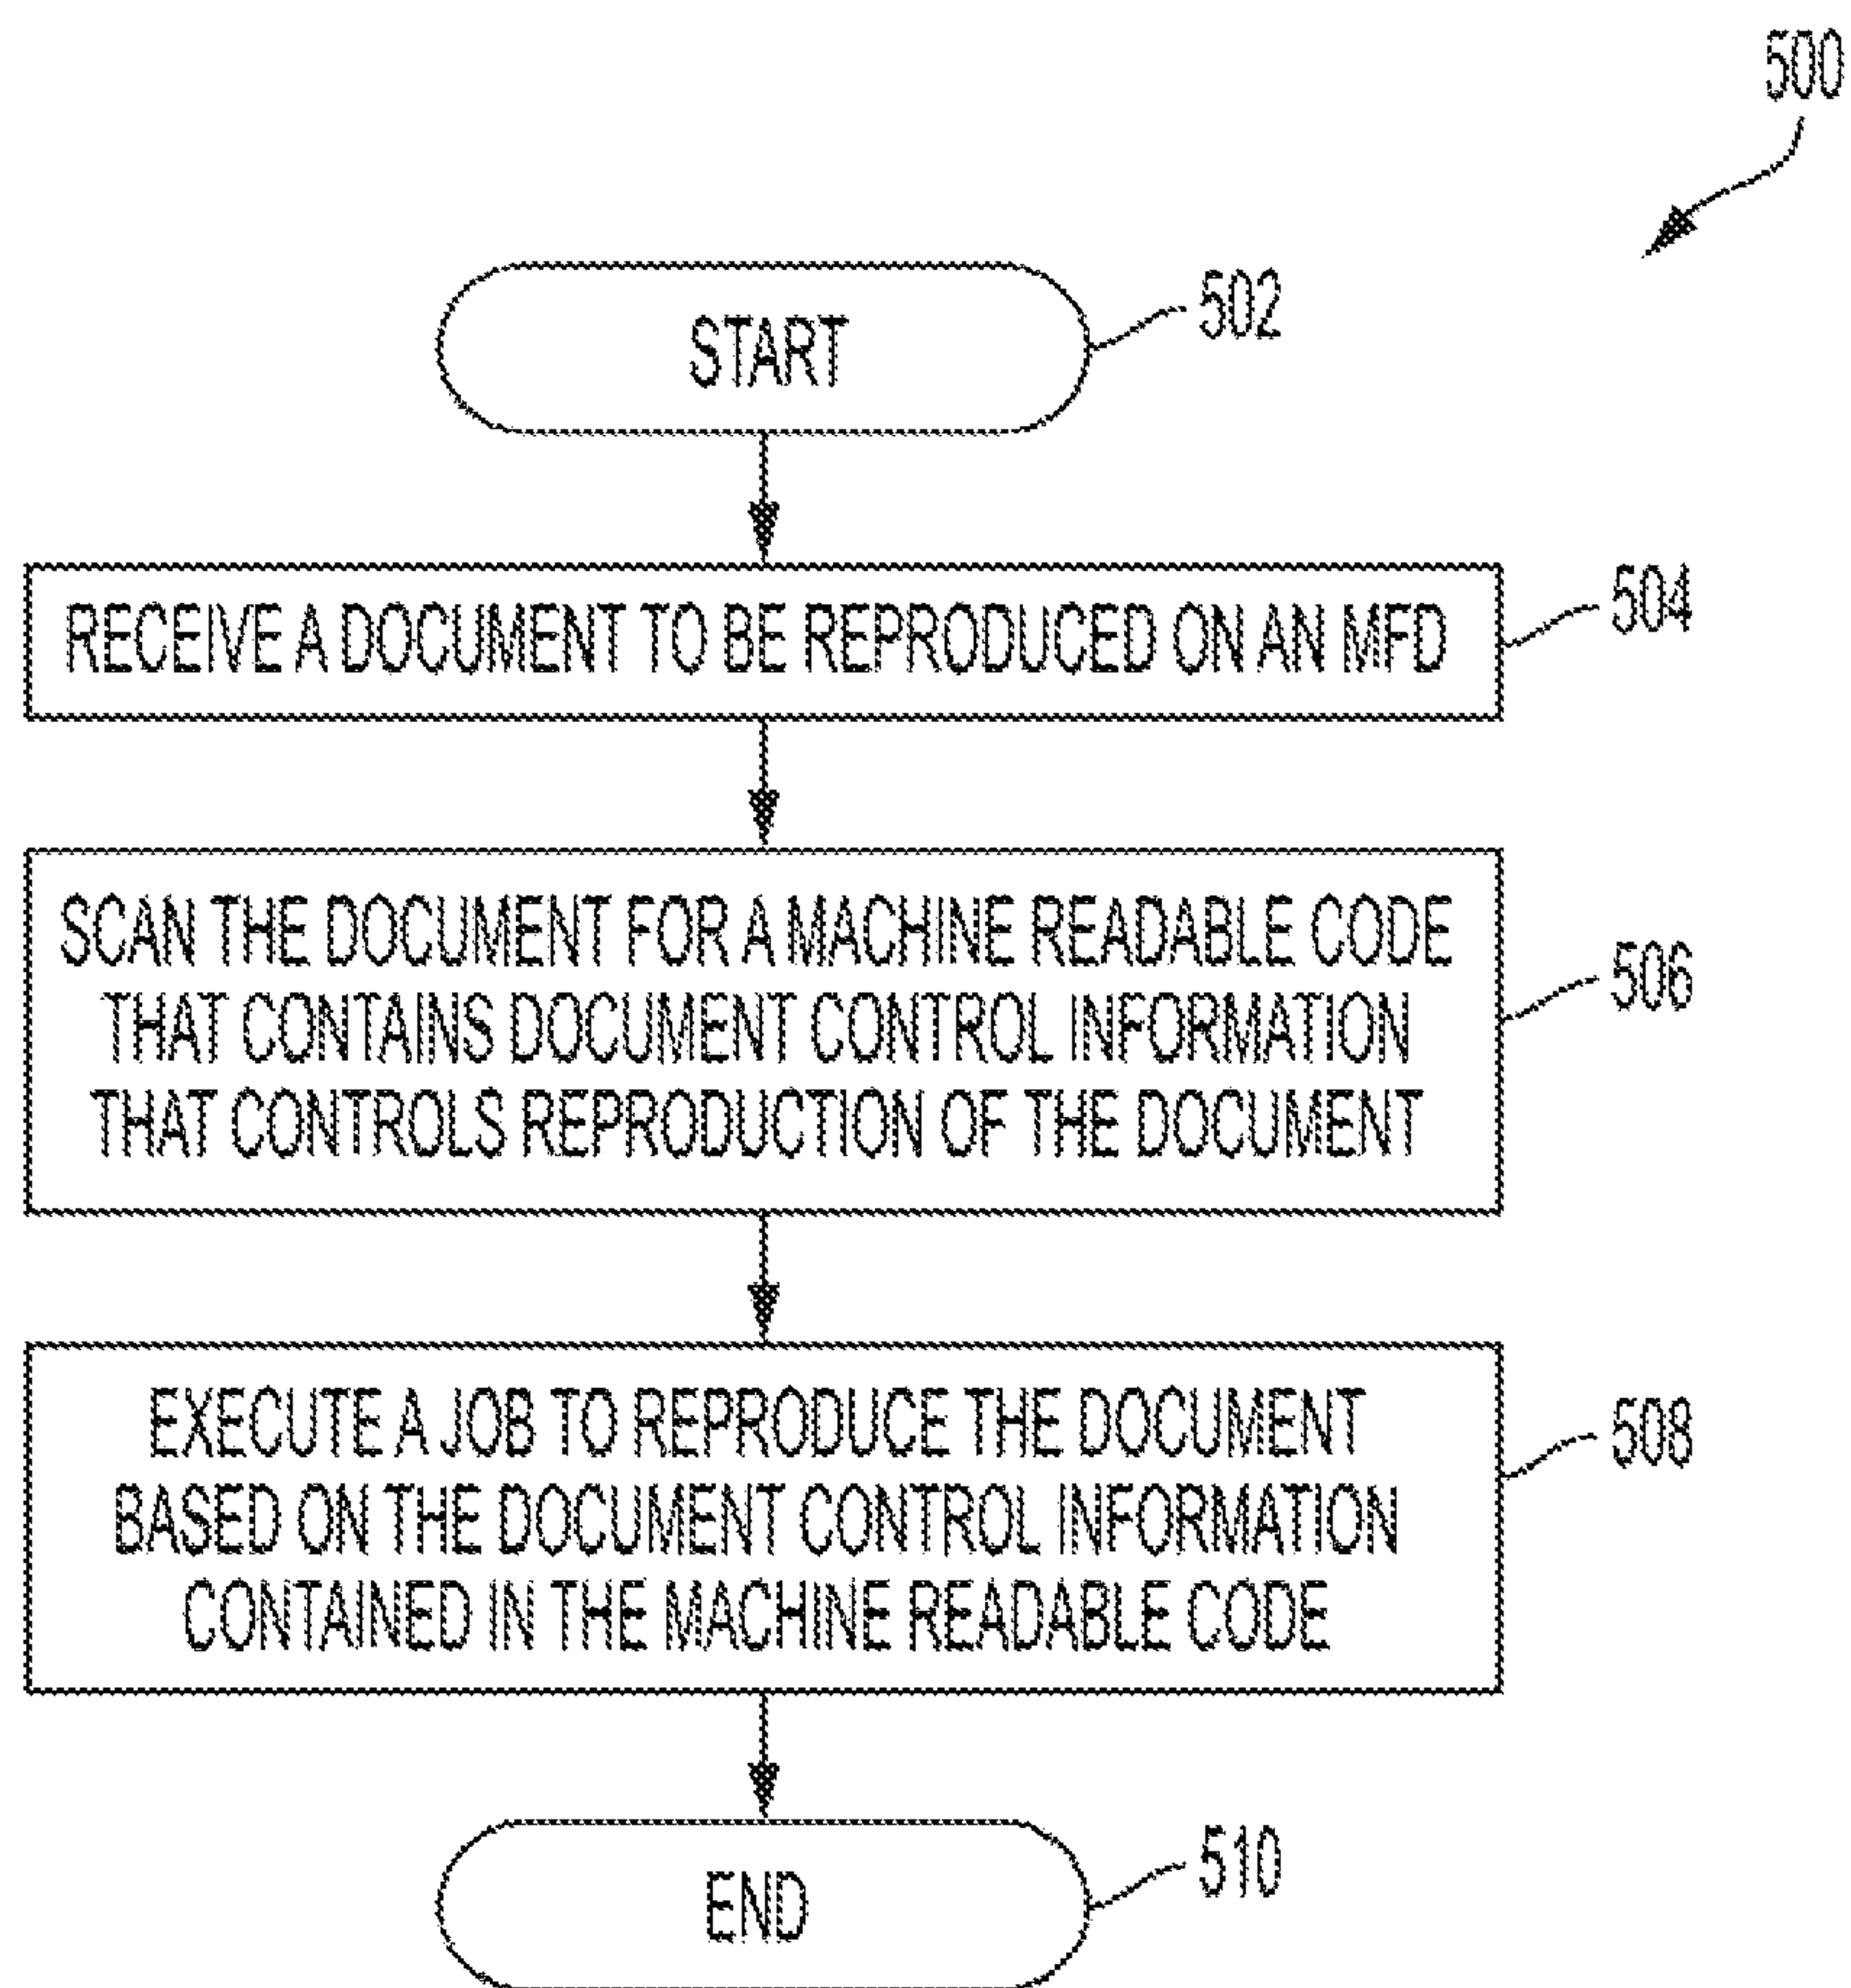 500
START
502
RECEIVE A DOCUMENT TO BE REPRODUCED ON AN MFD
504
SCAN THE DOCUMENT FOR A MACHINE READABLE CODE
THAT CONTAINS DOCUMENT CONTROL INFORMATION
THAT CONTROLS REPRODUCTION OF THE DOCUMENT
506
EXECUTE A JOB TO REPRODUCE THE DOCUMENT
BASED ON THE DOCUMENT CONTROL INFORMATION
CONTAINED IN THE MACHINE READABLE CODE
508
END
510